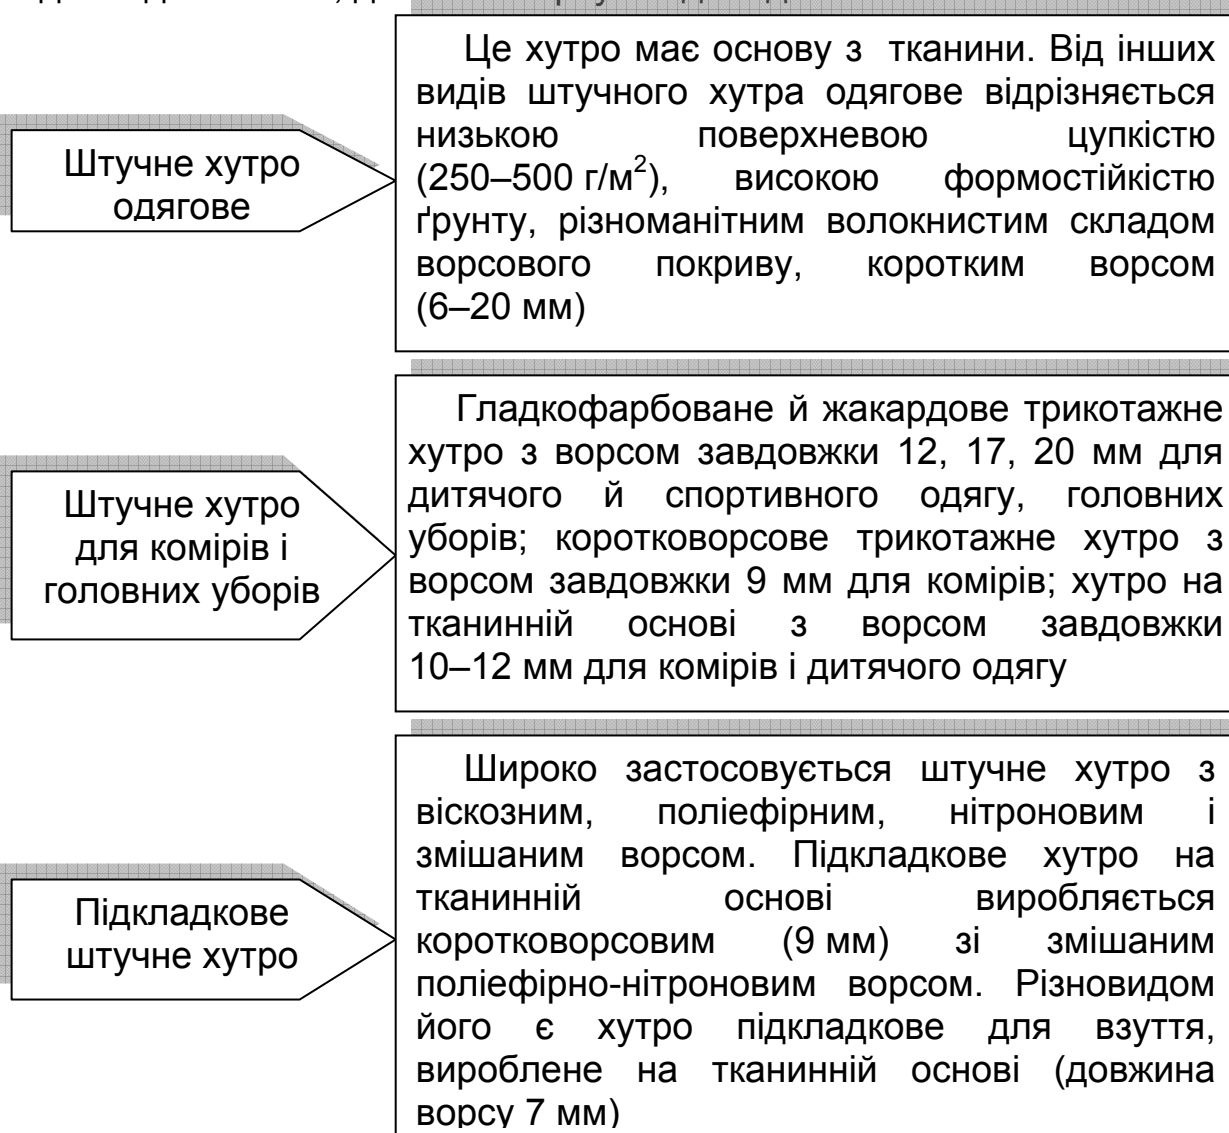 Це хутро має основу з тканини. Від інших
видів штучного хутра одягове відрізняється
низькою поверхневою цупкістю
(250–500 г/м²), високою формостійкістю
ґрунту, різноманітним волокнистим складом
ворсового покриву, коротким ворсом
(6–20 мм)
Штучне хутро
одягове
Гладкофарбоване й жакардове трикотажне
хутро з ворсом завдовжки 12, 17, 20 мм для
дитячого й спортивного одягу, головних
уборів; коротковорсове трикотажне хутро з
ворсом завдовжки 9 мм для комірів; хутро на
тканинній основі з ворсом завдовжки
10–12 мм для комірів і дитячого одягу
Штучне хутро
для комірів і
головних уборів
Широко застосовується штучне хутро з
віскозним, поліефірним, нітроновим і
змішаним ворсом. Підкладкове хутро на
тканинній основі виробляється
коротковорсовим (9 мм) зі змішаним
поліефірно-нітроновим ворсом. Різновидом
його є хутро підкладкове для взуття,
вироблене на тканинній основі (довжина
ворсу 7 мм)
Підкладкове
штучне хутро